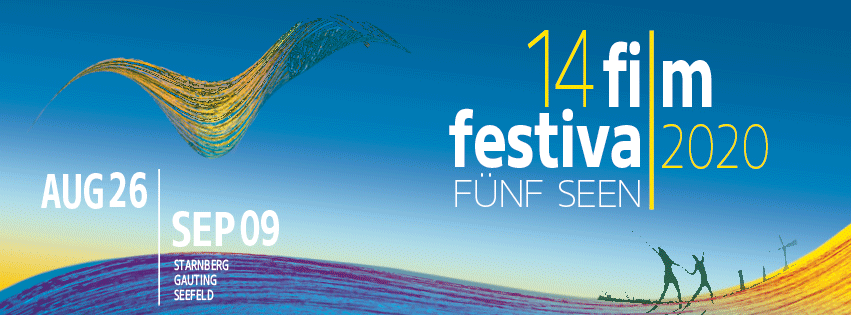 14 film
festival 2020
FÜNF SEEN
AUG 26
SEP 09
STARNBERG
GAUTING
SEEFELD